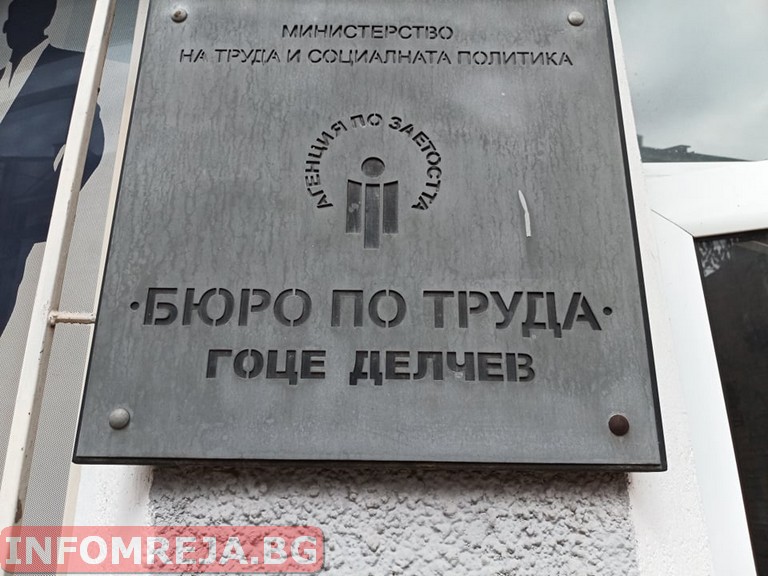 МИНИСТЕРСТВО
НА ТРУДА И СОЦИАЛНАТА ПОЛИТИКА
АГЕНЦИЯ ПО ЗАЕТОСТТА
·БЮРО ПО ТРУДА·
ГОЦЕ ДЕЛЧЕВ
INFOMREJA.BG